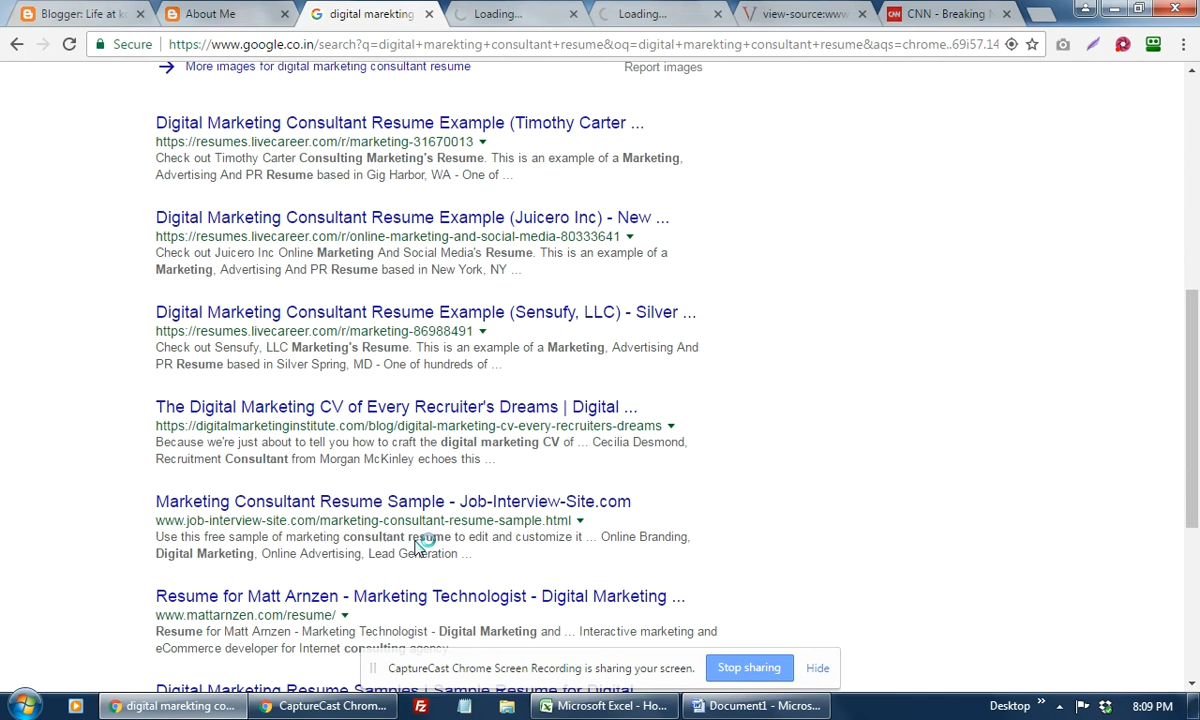 Blogger: Life at k
About Me
digital marekting
Loading...
Loading...
view-source:www
CNN - Breaking N
Secure
https://www.google.co.in/search?q=digital+marekting+consultant+resume&oq=digital+marekting+consultant+resume&aqs=chrome..69i57.14
More images for digital marketing consultant resume
Report images
Digital Marketing Consultant Resume Example (Timothy Carter ...
https://resumes.livecareer.com/r/marketing-31670013
Check out Timothy Carter Consulting Marketing's Resume. This is an example of a Marketing,
Advertising And PR Resume based in Gig Harbor, WA - One of ...
Digital Marketing Consultant Resume Example (Juicero Inc) - New ...
https://resumes.livecareer.com/r/online-marketing-and-social-media-80333641
Check out Juicero Inc Online Marketing And Social Media's Resume. This is an example of a
Marketing, Advertising And PR Resume based in New York, NY ...
Digital Marketing Consultant Resume Example (Sensufy, LLC) - Silver ...
https://resumes.livecareer.com/r/marketing-86988491
Check out Sensufy, LLC Marketing's Resume. This is an example of a Marketing, Advertising And
PR Resume based in Silver Spring, MD - One of hundreds of ...
The Digital Marketing CV of Every Recruiter's Dreams | Digital ...
https://digitalmarketinginstitute.com/blog/digital-marketing-cv-every-recruiters-dreams
Because we're just about to tell you how to craft the digital marketing CV of ... Cecilia Desmond,
Recruitment Consultant from Morgan McKinley echoes this ...
Marketing Consultant Resume Sample - Job-Interview-Site.com
www.job-interview-site.com/marketing-consultant-resume-sample.html
Use this free sample of marketing consultant resume to edit and customize it ... Online Branding,
Digital Marketing, Online Advertising, Lead Generation ...
Resume for Matt Arnzen - Marketing Technologist - Digital Marketing ...
www.mattarnzen.com/resume/
Resume for Matt Arnzen - Marketing Technologist - Digital Marketing and ... Interactive marketing and
eCommerce developer for Internet consulting agency.
CaptureCast Chrome Screen Recording is sharing your screen.
Stop sharing
Hide
Digital Marketing Resume Samples | Sample Resume for Digital
digital marekting co...
CaptureCast Chrom...
Microsoft Excel - Ho...
Document1 - Micros...
Desktop
8:09 PM